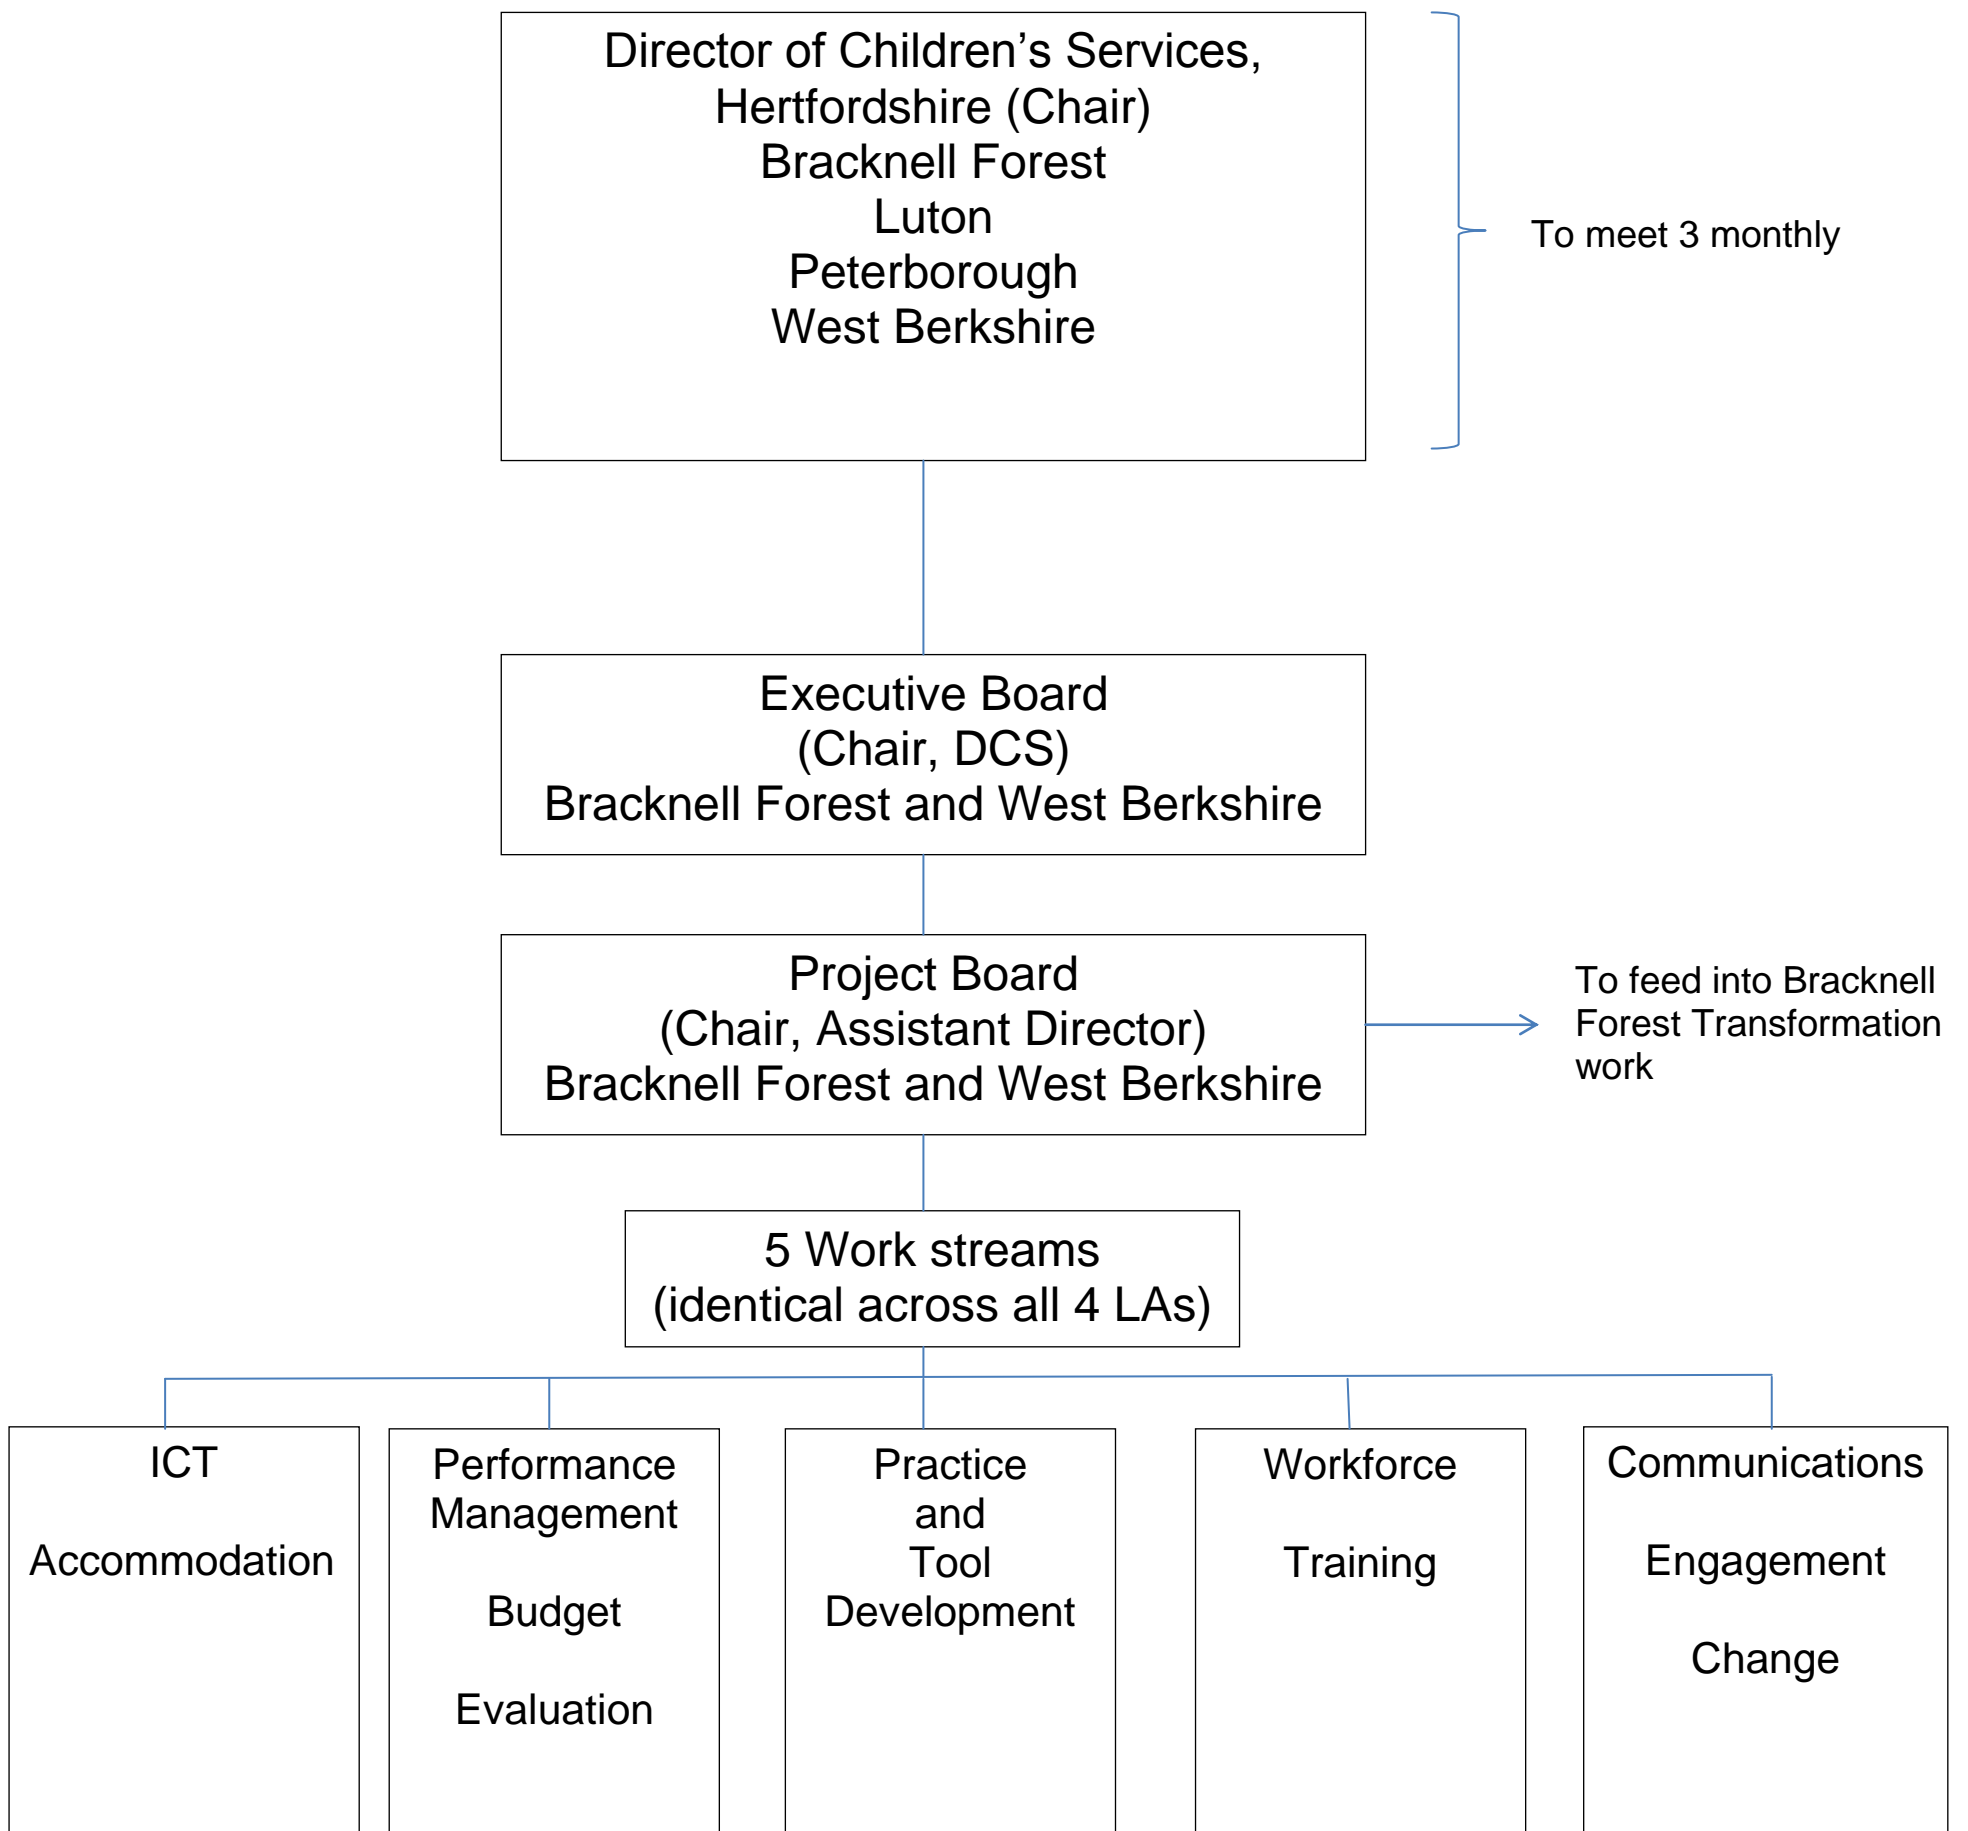 Director of Children’s Services,
Hertfordshire (Chair)
Bracknell Forest
Luton
Peterborough
West Berkshire
To meet 3 monthly
Executive Board
(Chair, DCS)
Bracknell Forest and West Berkshire
Project Board
(Chair, Assistant Director)
Bracknell Forest and West Berkshire
To feed into Bracknell
Forest Transformation
work
5 Work streams
(identical across all 4 LAs)
ICT
Accommodation
Performance
Management
Budget
Evaluation
Practice
and
Tool
Development
Workforce
Training
Communications
Engagement
Change